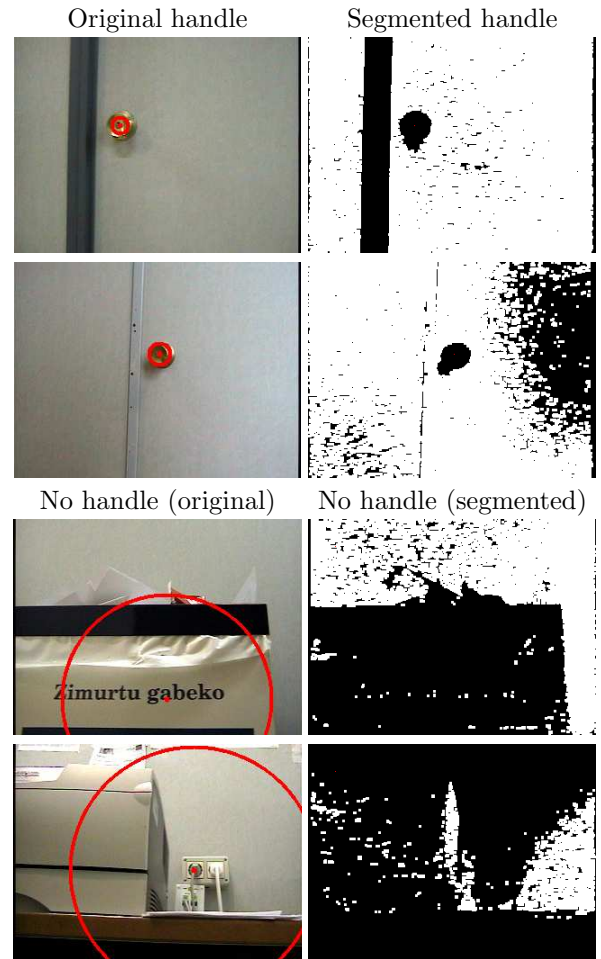 Original handle Segmented handle
No handle (original) No handle (segmented)
Zimurtu gabeko